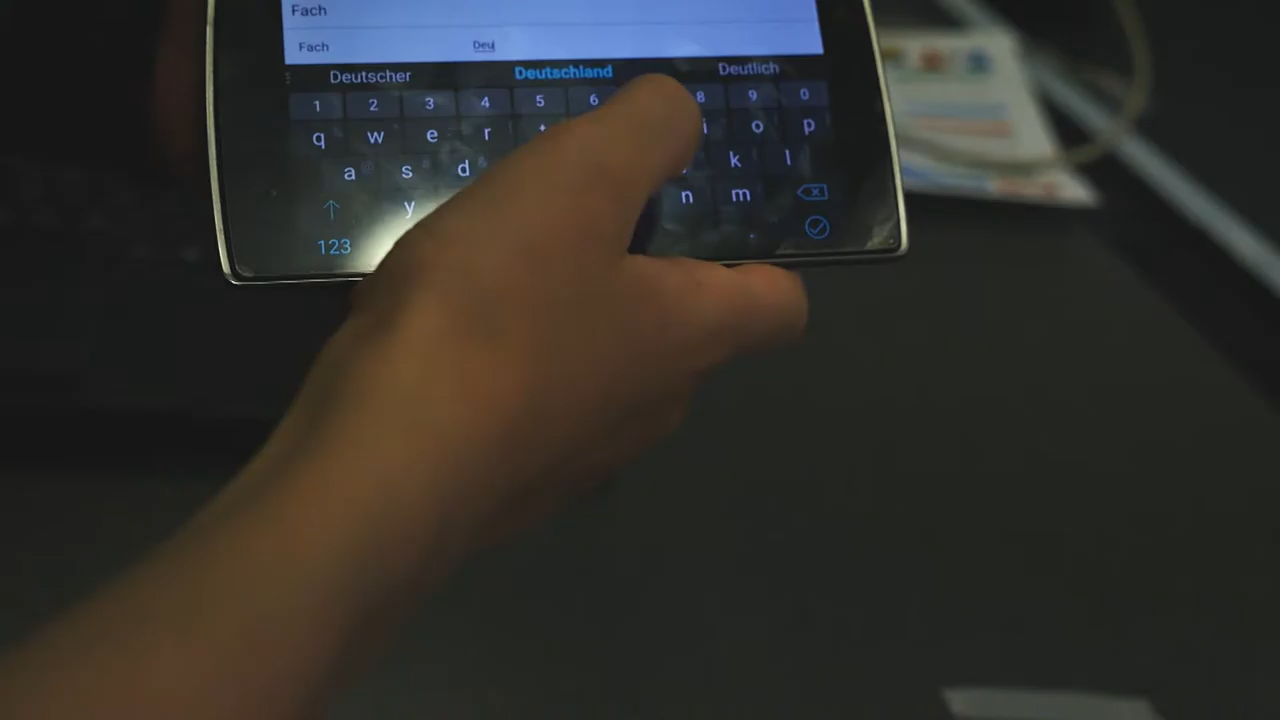 Fach
Fach Deu
Deutscher Deutschland Deutlich
1 2 3 4 5 6 8 9 0
q w e r t i o p
a s d k l
y n m
123